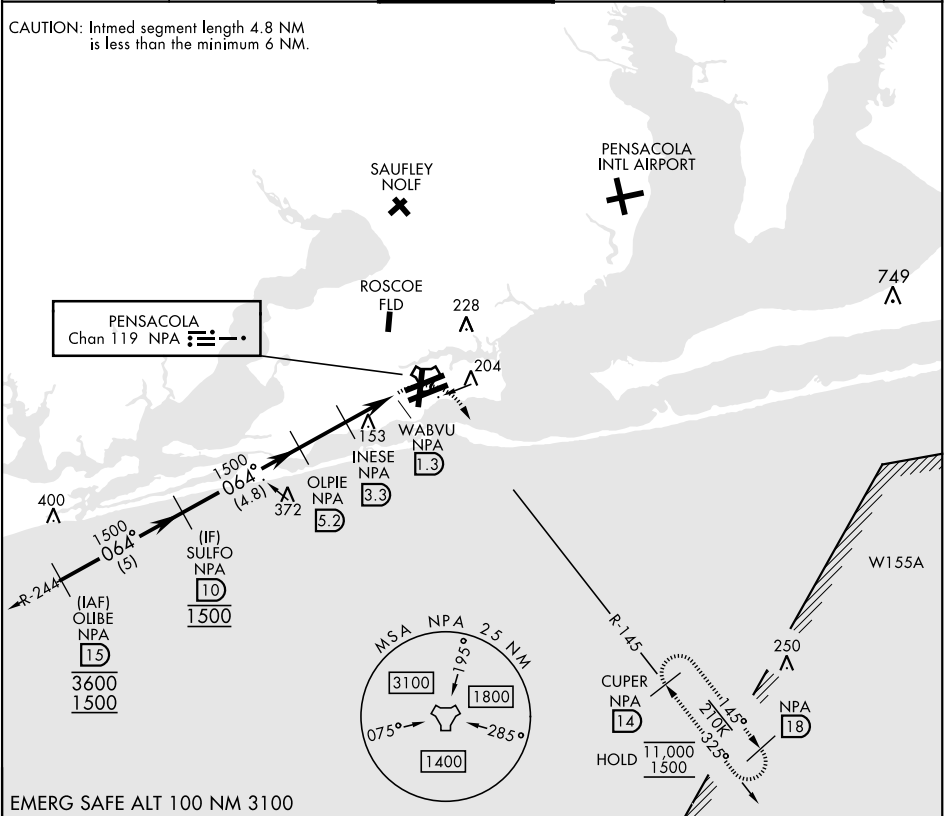 CAUTION: Intmed segment length 4.8 NM
is less than the minimum 6 NM.
PENSACOLA
INTL AIRPORT
SAUFLEY
NOLF
749
ROSCOE
FLD
228
PENSACOLA
Chan 119 NPA
204
153
WABVU
NPA
1.3
INESE
NPA
3.3
OLPIE
NPA
5.2
1500
064°
(4.8)
372
400
1500
064°
(5)
(IF)
SULFO
NPA
10
1500
R-244
(IAF)
OLIBE
NPA
15
3600
1500
W155A
R-145
250
MSA NPA 25 NM
195°
3100
1800
075°
285°
1400
CUPER
NPA
14
145°
210K
325°
NPA
18
HOLD 11,000
1500
EMERG SAFE ALT 100 NM 3100